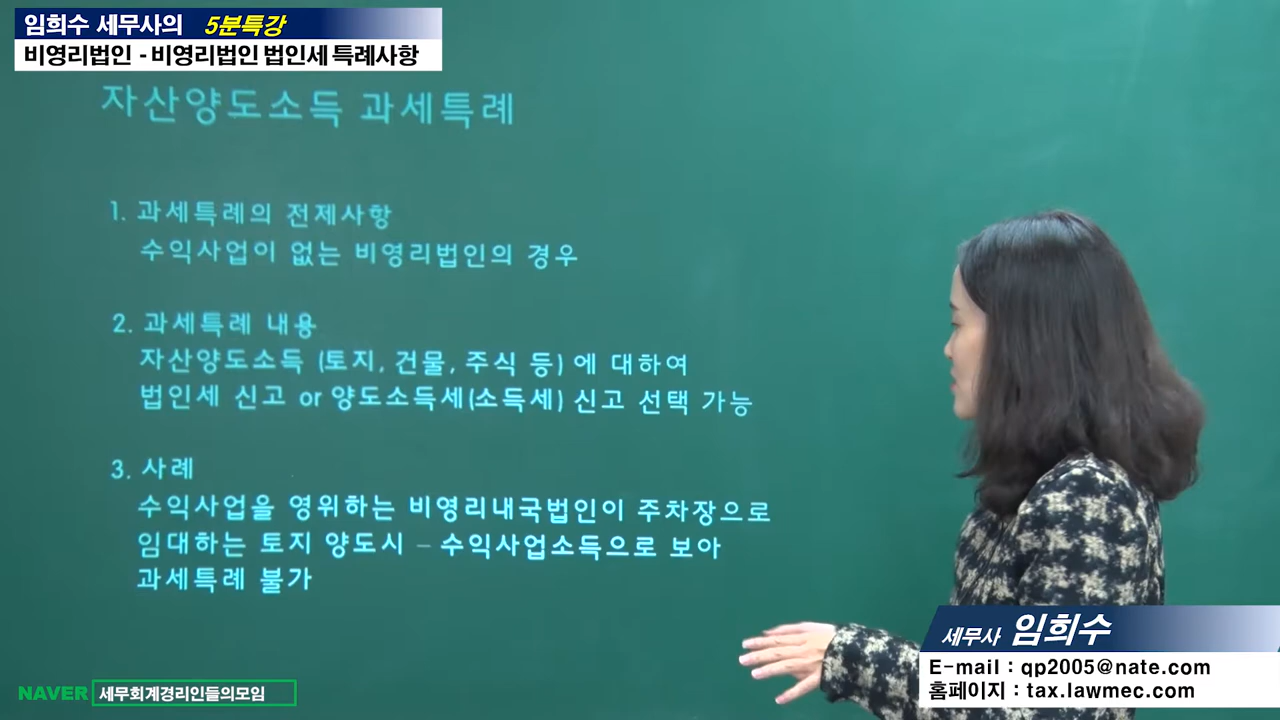 임희수 세무사의 5분특강
비영리법인 - 비영리법인 법인세 특례사항
자산양도소득 과세특례
1. 과세특례의 전제사항
수익사업이 없는 비영리법인의 경우
2. 과세특례 내용
자산양도소득 (토지, 건물, 주식 등) 에 대하여
법인세 신고 or 양도소득세(소득세) 신고 선택 가능
3. 사례
수익사업을 영위하는 비영리내국법인이 주차장으로
임대하는 토지 양도시 – 수익사업소득으로 보아
과세특례 불가
세무사 임희수
E-mail : qp2005@nate.com
홈페이지 : tax.lawmec.com
NAVER 세무회계경리인들의모임